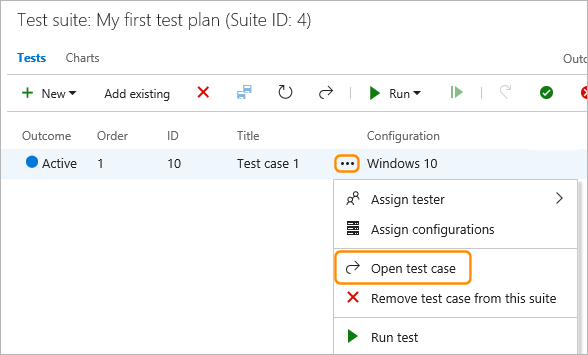 Test suite: My first test plan (Suite ID: 4)
Tests Charts Outco
New Add existing Run
Outcome Order ID Title Configuration
Active 1 10 Test case 1 Windows 10
Assign tester
Assign configurations
Open test case
Remove test case from this suite
Run test